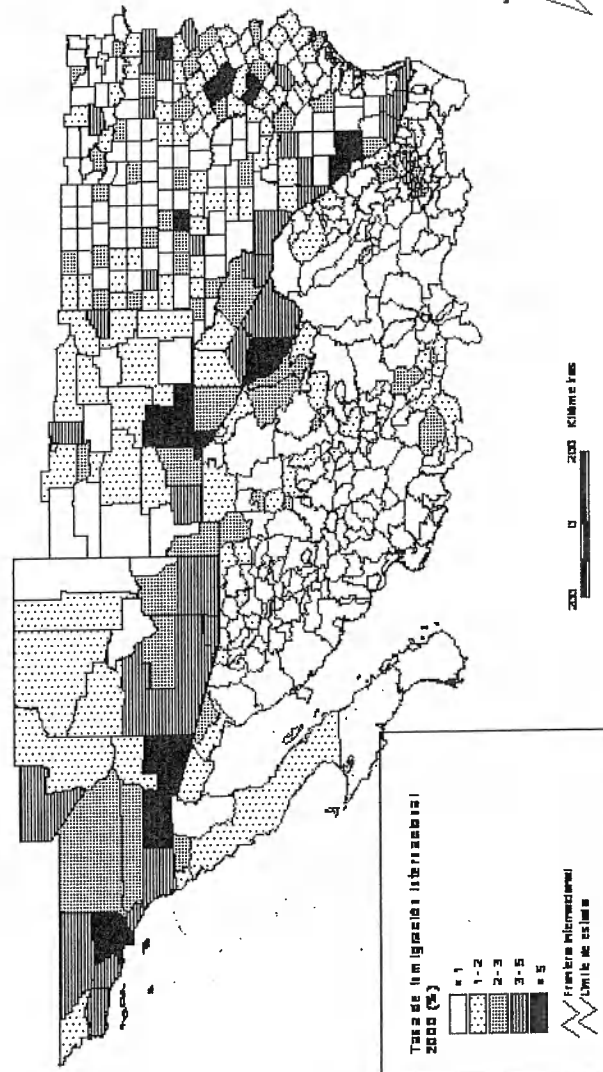 Tasa de inmigración internacional
2000 (%)
< 1
1-2
2-3
3-5
> 5
Frontera internacional
Límite de estado
200 0 200 Kilómetros